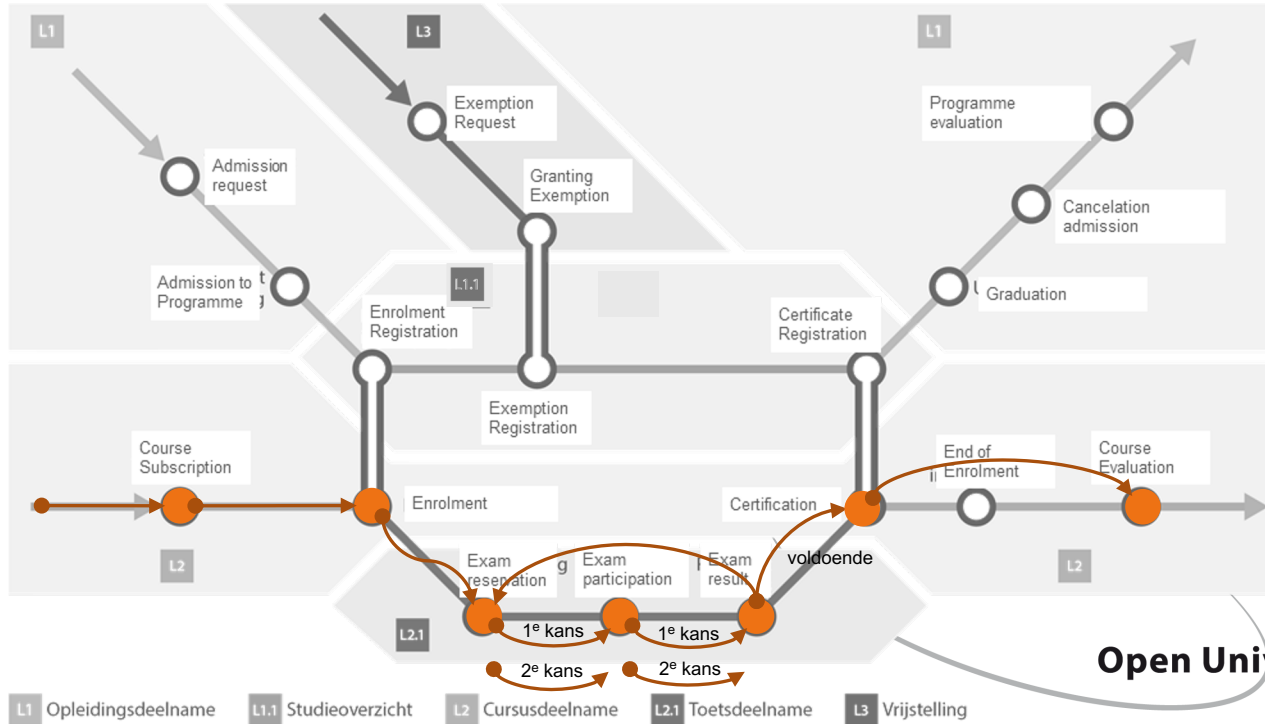 L1
L3
L1
Exemption
Request
Programme
evaluation
Admission
request
Granting
Exemption
Cancelation
admission
Admission to
Programme
L1.1
Graduation
Enrolment
Registration
Certificate
Registration
Exemption
Registration
Course
Subscription
End of
Enrolment
Course
Evaluation
Enrolment
Certification
L2
L2
Exam
reservation
Exam
participation
Exam
result
voldoende
L2.1
1e kans
1e kans
2e kans
2e kans
Open Univ
L1 Opleidingsdeelname
L1.1 Studieoverzicht
L2 Cursusdeelname
L2.1 Toetsdeelname
L3 Vrijstelling